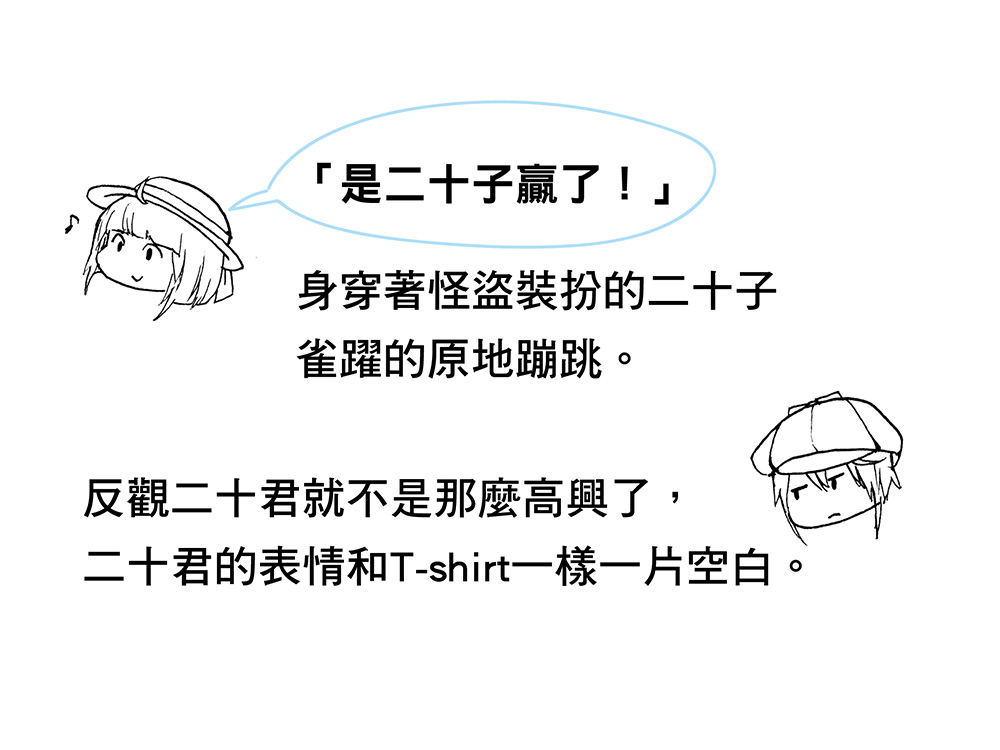 「是二十子贏了！」
身穿著怪盜裝扮的二十子
雀躍的原地蹦跳。
反觀二十君就不是那麼高興了，
二十君的表情和T-shirt一樣一片空白。